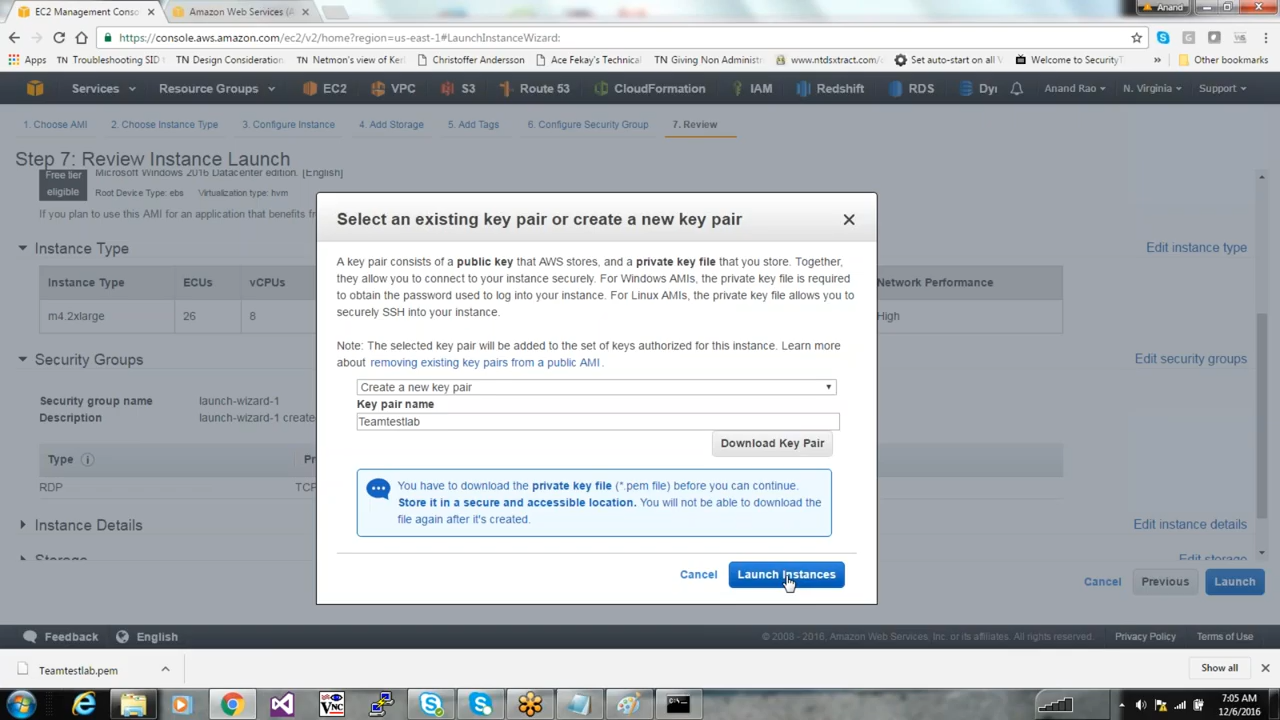 EC2 Management Conso
Amazon Web Services (A
Anand
https://console.aws.amazon.com/ec2/v2/home?region=us-east-1#LaunchInstanceWizard:
Apps
TN Troubleshooting SID
TN Design Consideration
TN Netmon's view of Ker
Christoffer Andersson
Ace Fekay's Technical
TN Giving Non Administr
www.ntdsxtract.com/
Set auto-start on all V
Welcome to SecurityT
»
Other bookmarks
Services
Resource Groups
EC2
VPC
S3
Route 53
CloudFormation
IAM
Redshift
RDS
Anand Rao
N. Virginia
Support
1. Choose AMI
2. Choose Instance Type
3. Configure Instance
4. Add Storage
5. Add Tags
6. Configure Security Group
7. Review
Step 7: Review Instance Launch
Free tier
eligible
Microsoft Windows 2016 Datacenter edition. [English]
Root Device Type: ebs Virtualization type: hvm
If you plan to use this AMI for an application that benefits fr
Instance Type
Edit instance type
Instance Type
ECUs
vCPUs
Network Performance
m4.2xlarge
26
8
High
Security Groups
Edit security groups
Security group name
launch-wizard-1
Description
launch-wizard-1 create
Type
Pr
RDP
TCP
Instance Details
Edit instance details
Storage
Edit storage
Select an existing key pair or create a new key pair
A key pair consists of a public key that AWS stores, and a private key file that you store. Together,
they allow you to connect to your instance securely. For Windows AMIs, the private key file is required
to obtain the password used to log into your instance. For Linux AMIs, the private key file allows you to
securely SSH into your instance.
Note: The selected key pair will be added to the set of keys authorized for this instance. Learn more
about removing existing key pairs from a public AMI.
Create a new key pair
Key pair name
Teamtestlab
Download Key Pair
You have to download the private key file (*.pem file) before you can continue.
Store it in a secure and accessible location. You will not be able to download the
file again after it's created.
Cancel
Launch Instances
Cancel
Previous
Launch
Feedback
English
© 2008 - 2016, Amazon Web Services, Inc. or its affiliates. All rights reserved.
Privacy Policy
Terms of Use
Teamtestlab.pem
Show all
7:05 AM
12/6/2016